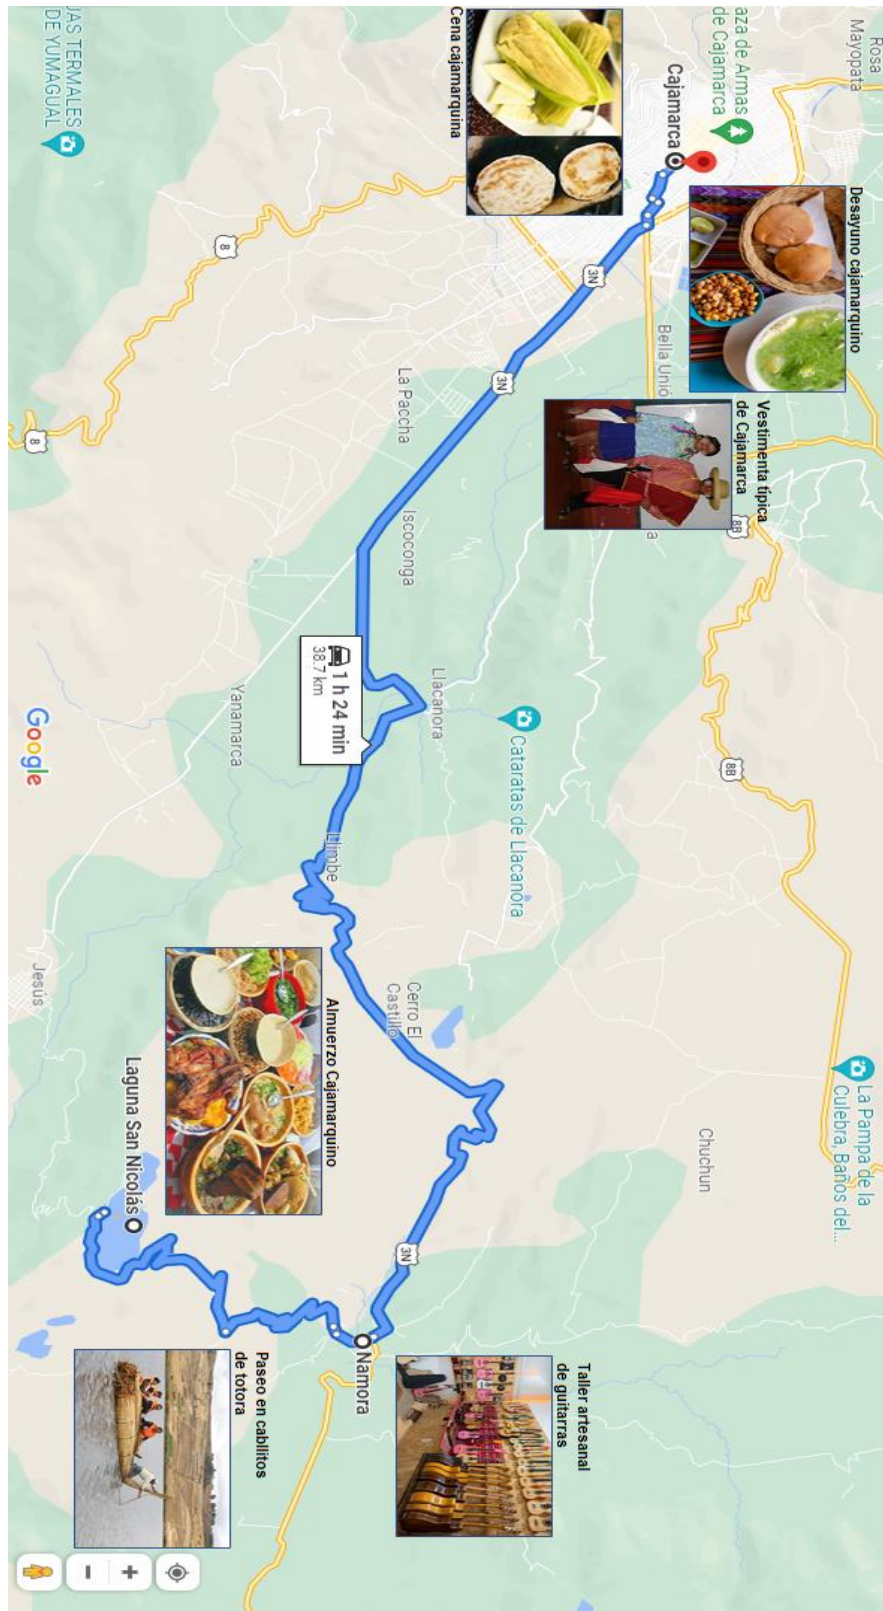 Rosa
Mayopata
La Pampa de la
Culebra, Baños del...
Desayuno cajamarquino
aza de Armas
de Cajamarca
Vestimenta típica
de Cajamarca
8B
8B
Chuchun
Cajamarca
Bella Unió
a
3N
3N
Taller artesanal
de guitarras
Cataratas de Llacanora
Cena cajamarquina
Llacanora
Cerro El
Castillo
3N
La Paccha
Iscoconga
Namora
1 h 24 min
38.7 km
Llimbe
Almuerzo Cajamarquino
Paseo en cabllitos
de totora
Yanamarca
8
Laguna San Nicolás
JAS TERMALES
DE YUMAGUAL
8
Google
Jesús